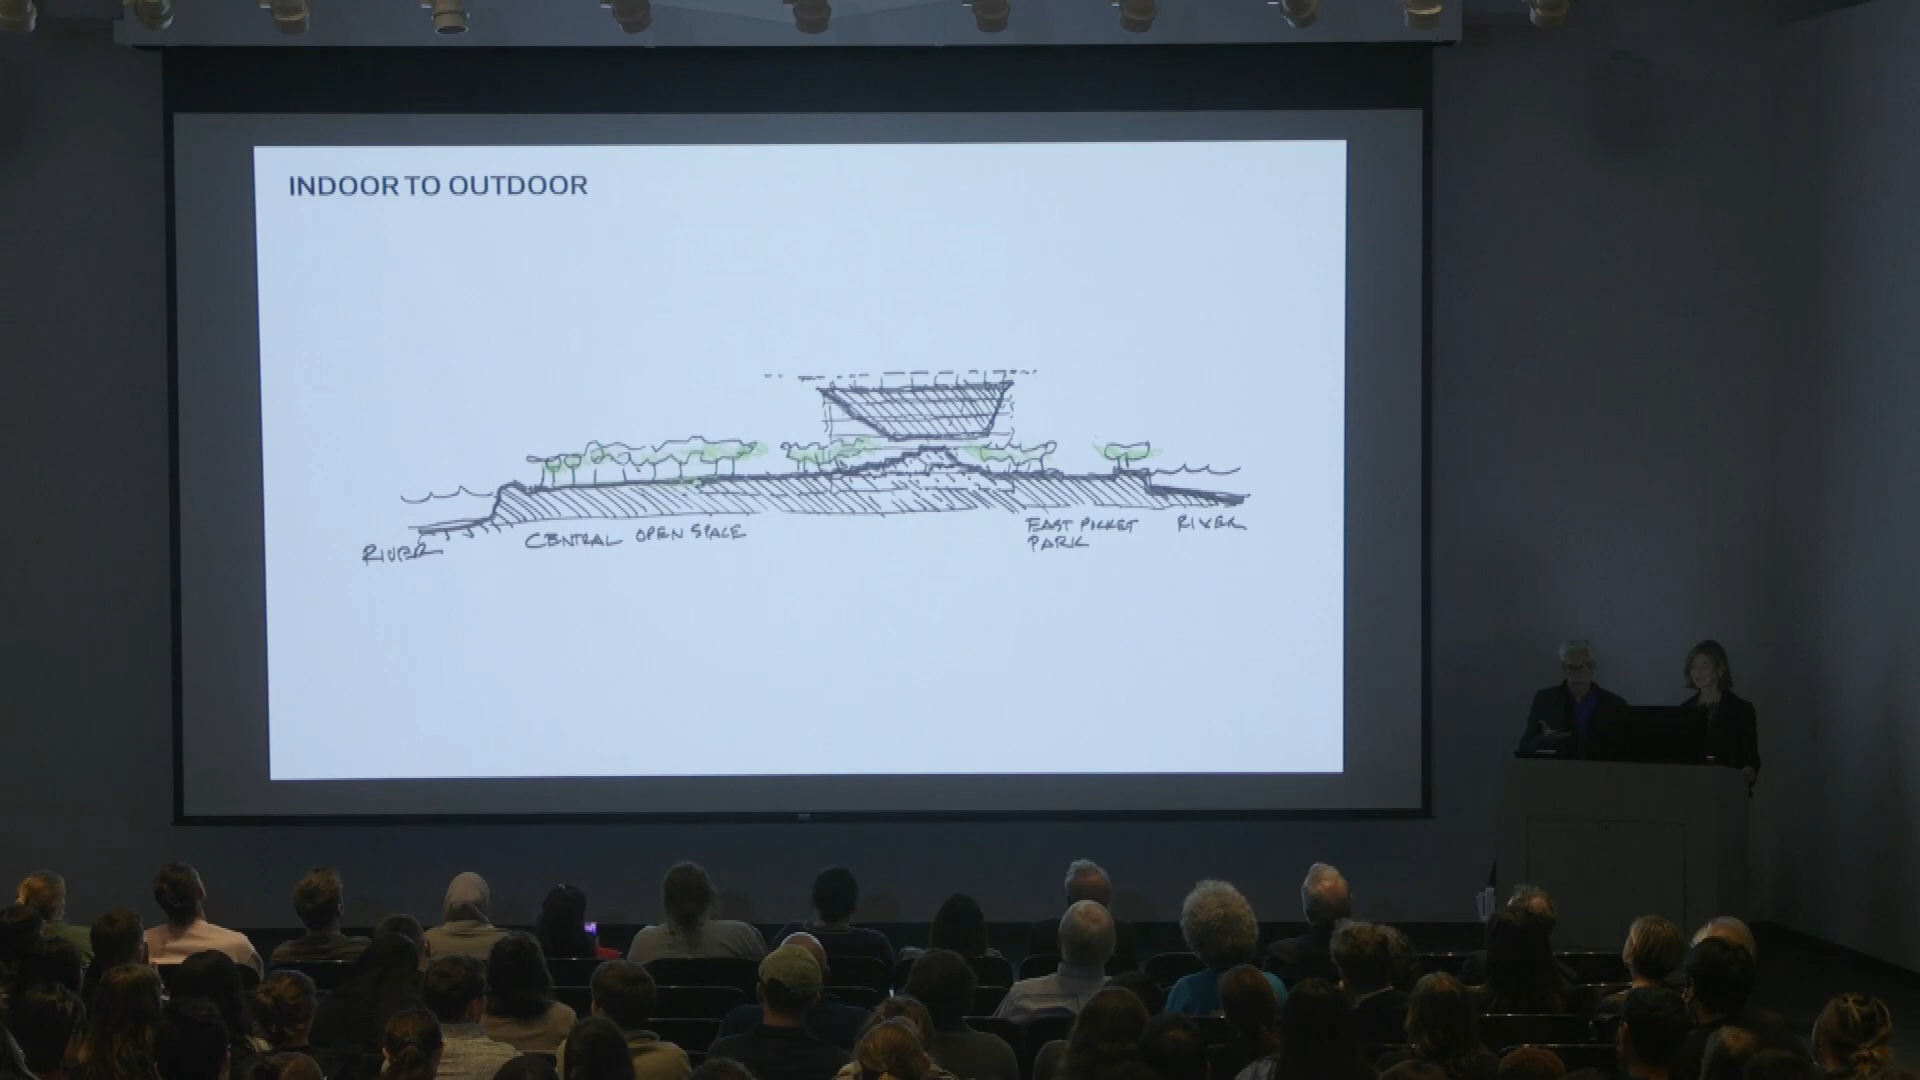 INDOOR TO OUTDOOR
RIVER
CENTRAL OPEN SPACE
EAST PICKET
PARK
RIVER